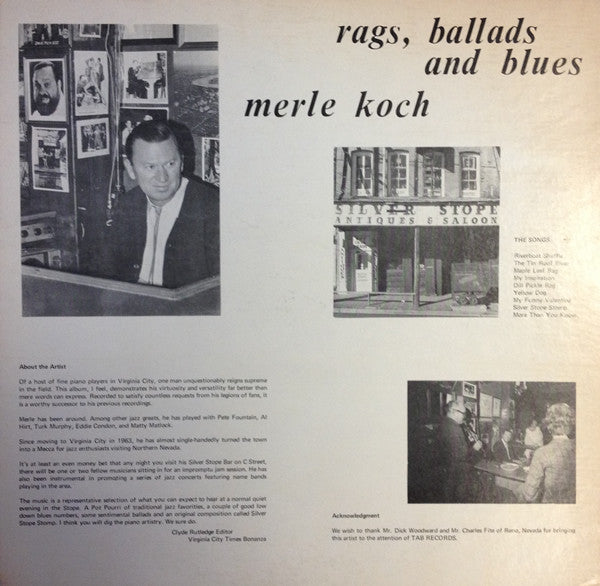 rags, ballads
and blues
merle koch
SILVER STOPE
ANTIQUES & SALOON
THE SONGS
Riverboat Shuffle
The Tin Roof Blues
Maple Leaf Rag
My Inspiration
Dill Pickle Rag
Yellow Dog
My Funny Valentine
Silver Stope Stomp
More Than You Know
About the Artist
Of a host of fine piano players in Virginia City, one man unquestionably reigns supreme
in the field. This album, I feel, demonstrates his virtuosity and versatility far better than
mere words can express. Recorded to satisfy countless requests from his legions of fans, it
is a worthy successor to his previous recordings.
Merle has been around. Among other jazz greats, he has played with Pete Fountain, Al
Hirt, Turk Murphy, Eddie Condon, and Matty Matlock.
Since moving to Virginia City in 1963, he has almost single-handedly turned the town
into a Mecca for jazz enthusiasts visiting Northern Nevada.
It's at least an even money bet that any night you visit his Silver Stope Bar on C Street,
there will be one or two fellow musicians sitting in for an impromptu jam session. He has
also been instrumental in promoting a series of jazz concerts featuring name bands
playing in the area.
The music is a representative selection of what you can expect to hear at a normal quiet
evening in the Stope. A Pot Pourri of traditional jazz favorites, a couple of good low
down blues numbers, some sentimental ballads and an original composition called Silver
Stope Stomp. I think you will dig the piano artistry. We sure do.
Clyde Rutledge Editor
Virginia City Times Bonanza
Acknowledgment
We wish to thank Mr. Dick Woodward and Mr. Charles Fite of Reno, Nevada for bringing
this artist to the attention of TAB RECORDS.